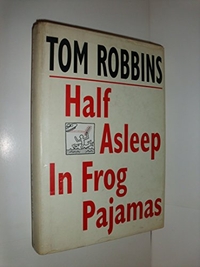 TOM ROBBINS
Half
Asleep
In Frog
Pajamas